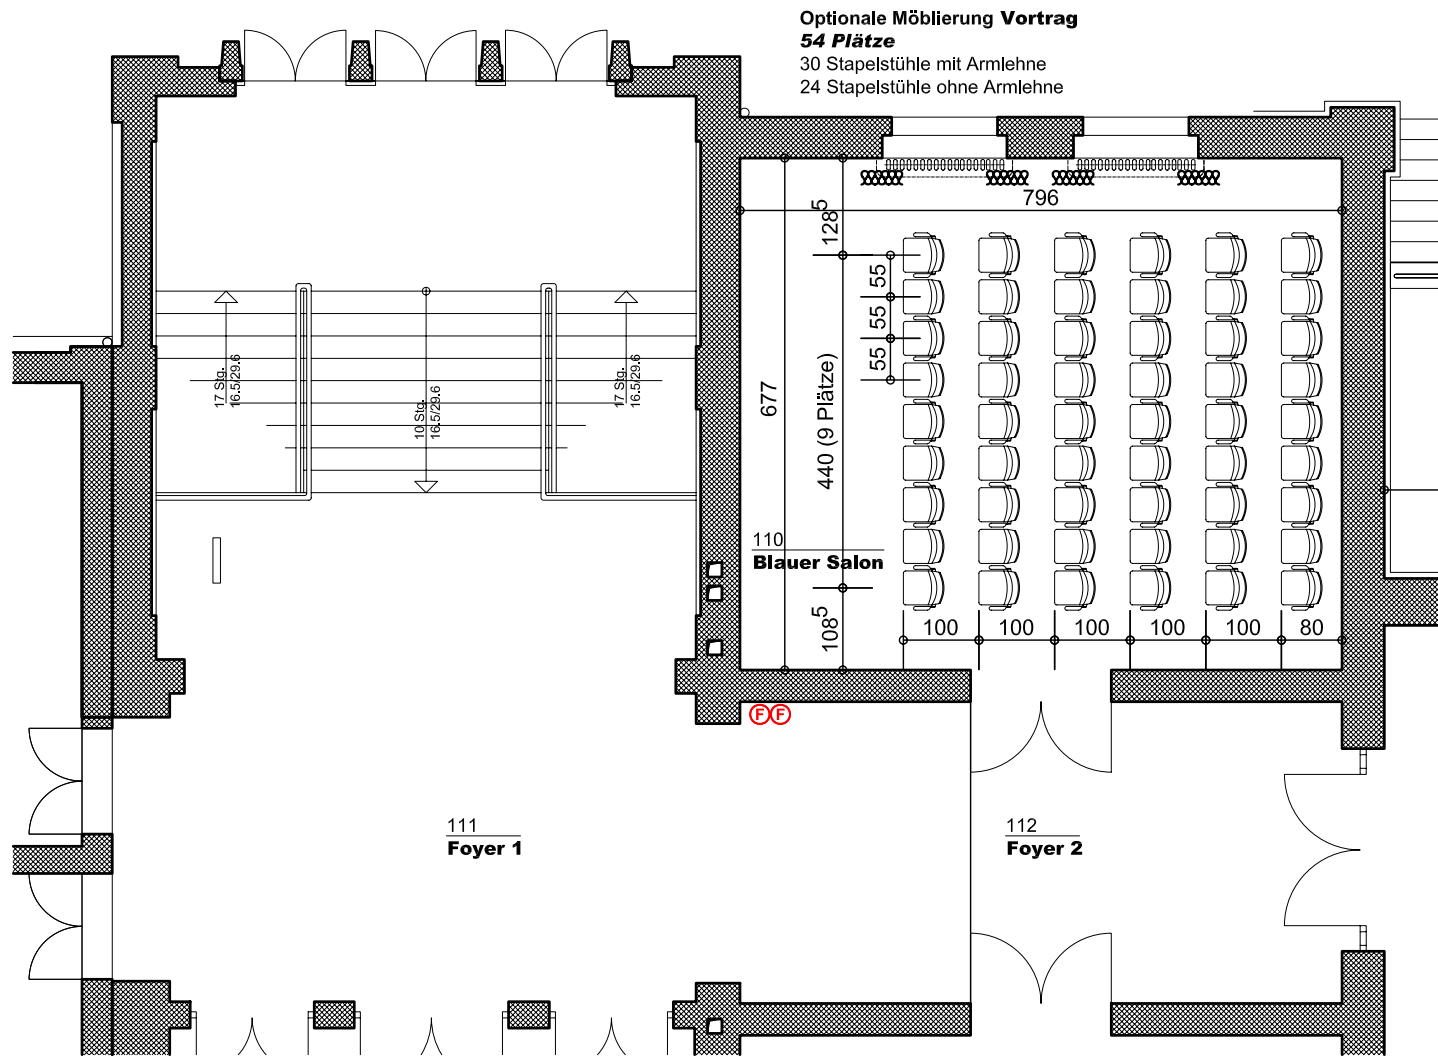 Optionale Möblierung Vortrag
54 Plätze
30 Stapelstühle mit Armlehne
24 Stapelstühle ohne Armlehne
796
128⁵
55
55
55
677
440 (9 Plätze)
17 Stg.
16.5/29.6
10 Stg.
16.5/29.6
17 Stg.
16.5/29.6
110
Blauer Salon
108⁵
100
100
100
100
100
80
F F
111
Foyer 1
112
Foyer 2